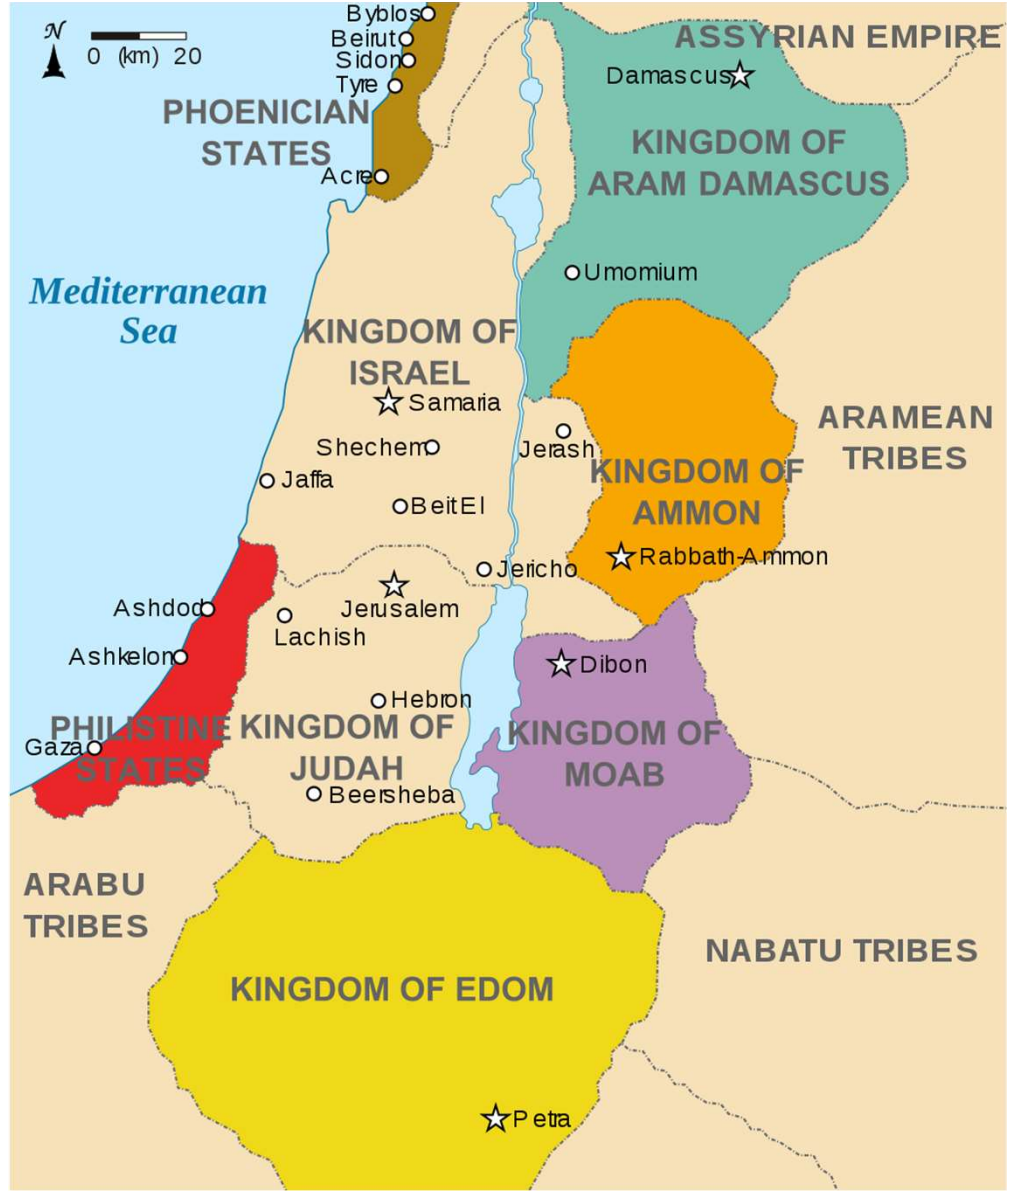 Byblos
N
Beirut
0 (km) 20
Sidon
ASSYRIAN EMPIRE
Damascus
Tyre
PHOENICIAN
STATES
KINGDOM OF
ARAM DAMASCUS
Acre
Umomium
Mediterranean
Sea
KINGDOM OF
ISRAEL
Samaria
ARAMEAN
TRIBES
Shechem
Jerash
Jaffa
KINGDOM OF
AMMON
BeitEl
Rabbath-Ammon
Jericho
Ashdod
Jerusalem
Lachish
Ashkelon
Dibon
Hebron
PHILISTINE
STATES
KINGDOM OF
JUDAH
KINGDOM OF
MOAB
Gaza
Beersheba
ARABU
TRIBES
NABATU TRIBES
KINGDOM OF EDOM
Petra